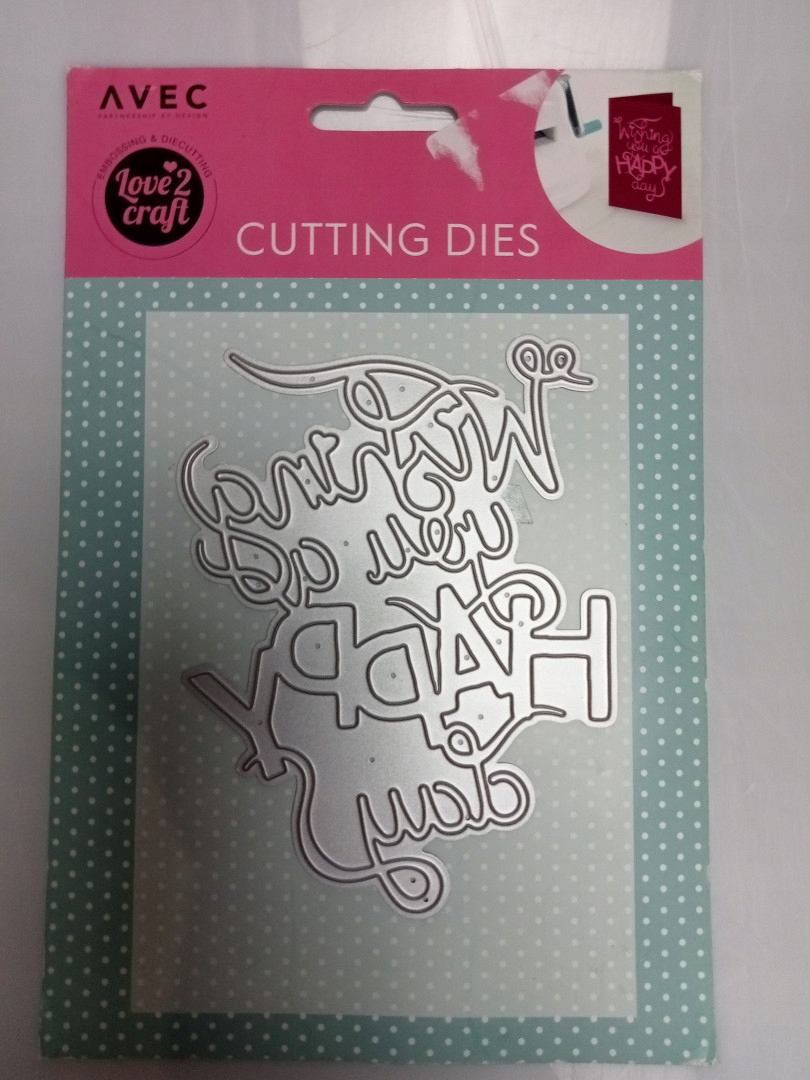 AVEC
PARTNERSHIP BY DESIGN
EMBOSSING & DIECUTTING
Love 2
craft
CUTTING DIES
Wishing
you a
HAPPY
day
Wishing
you a
HAPPY
day